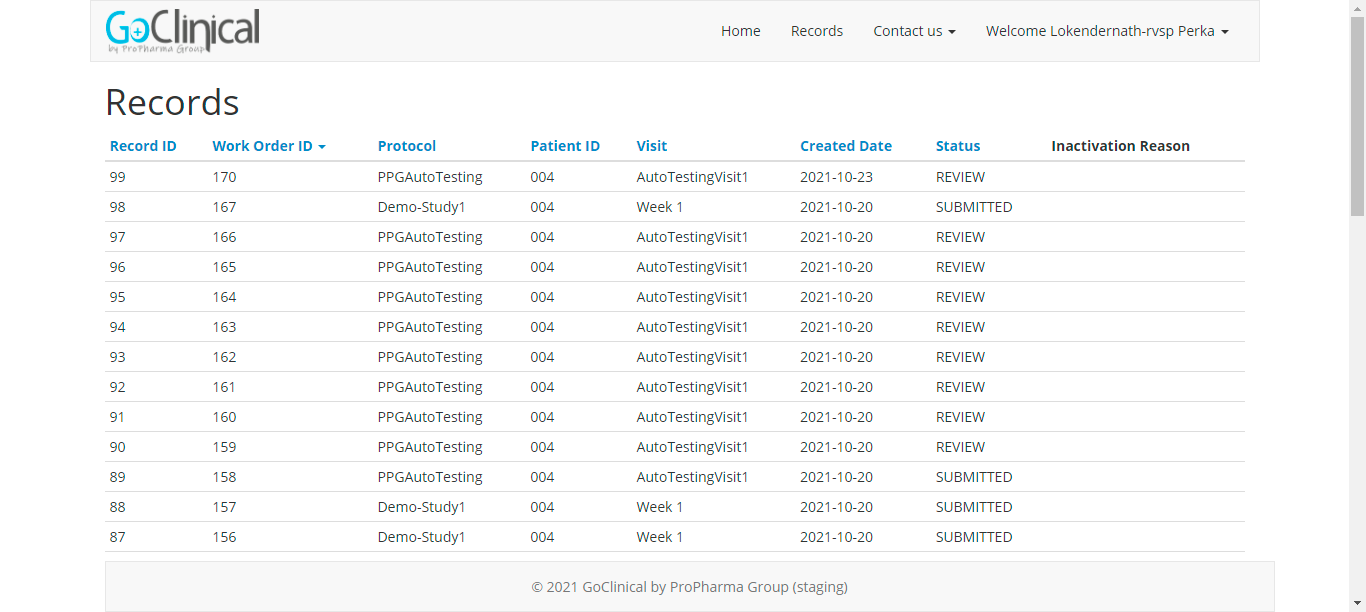 GoClinical
by ProPharma Group
Home Records Contact us Welcome Lokendernath-rvsp Perka
Records
Record ID Work Order ID Protocol Patient ID Visit Created Date Status Inactivation Reason
99 170 PPGAutoTesting 004 AutoTestingVisit1 2021-10-23 REVIEW
98 167 Demo-Study1 004 Week 1 2021-10-20 SUBMITTED
97 166 PPGAutoTesting 004 AutoTestingVisit1 2021-10-20 REVIEW
96 165 PPGAutoTesting 004 AutoTestingVisit1 2021-10-20 REVIEW
95 164 PPGAutoTesting 004 AutoTestingVisit1 2021-10-20 REVIEW
94 163 PPGAutoTesting 004 AutoTestingVisit1 2021-10-20 REVIEW
93 162 PPGAutoTesting 004 AutoTestingVisit1 2021-10-20 REVIEW
92 161 PPGAutoTesting 004 AutoTestingVisit1 2021-10-20 REVIEW
91 160 PPGAutoTesting 004 AutoTestingVisit1 2021-10-20 REVIEW
90 159 PPGAutoTesting 004 AutoTestingVisit1 2021-10-20 REVIEW
89 158 PPGAutoTesting 004 AutoTestingVisit1 2021-10-20 SUBMITTED
88 157 Demo-Study1 004 Week 1 2021-10-20 SUBMITTED
87 156 Demo-Study1 004 Week 1 2021-10-20 SUBMITTED
© 2021 GoClinical by ProPharma Group (staging)